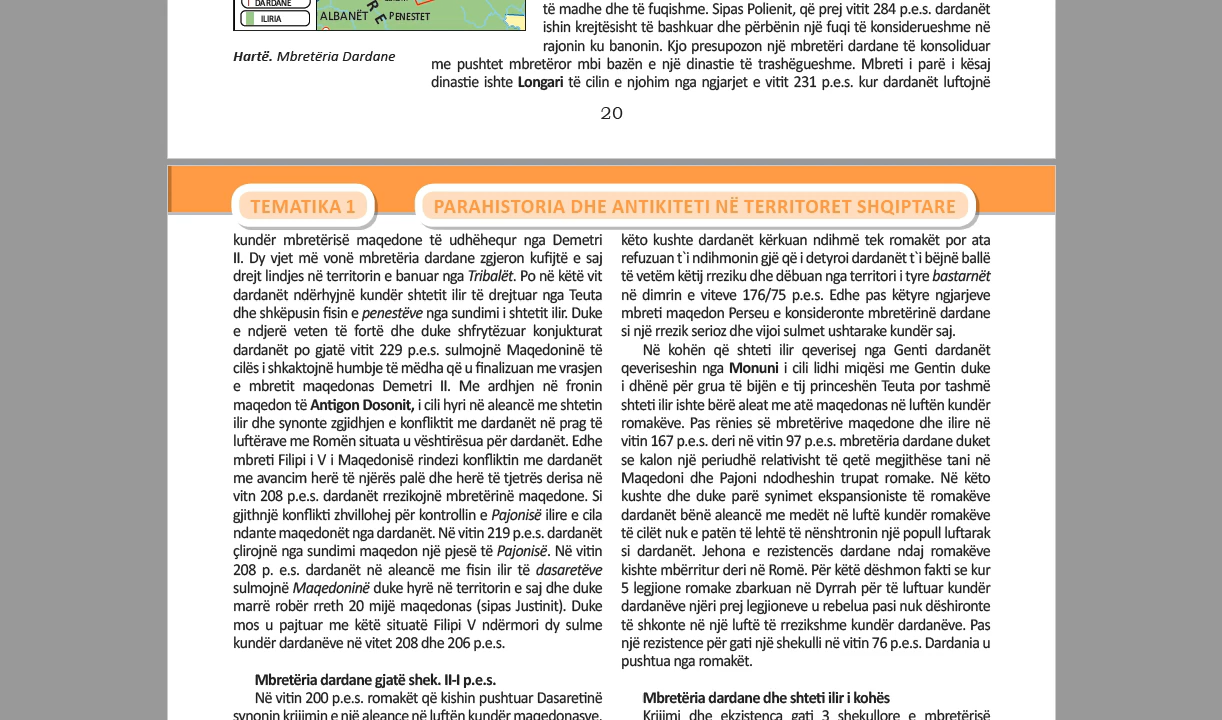 DARDANE
ILIRIA
ALBANËT
PENESTET
Hartë. Mbretëria Dardane
të madhe dhe të fuqishme. Sipas Polienit, që prej vitit 284 p.e.s. dardanët
ishin krejtësisht të bashkuar dhe përbënin një fuqi të konsiderueshme në
rajonin ku banonin. Kjo presupozon një mbretëri dardane të konsoliduar
me pushtet mbretëror mbi bazën e një dinastie të trashëgueshme. Mbreti i parë i kësaj
dinastie ishte Longari të cilin e njohim nga ngjarjet e vitit 231 p.e.s. kur dardanët luftojnë
20
TEMATIKA 1
PARAHISTORIA DHE ANTIKITETI NË TERRITORET SHQIPTARE
kundër mbretërisë maqedone të udhëhequr nga Demetri
II. Dy vjet më vonë mbretëria dardane zgjeron kufijtë e saj
drejt lindjes në territorin e banuar nga Tribalët. Po në këtë vit
dardanët ndërhyjnë kundër shtetit ilir të drejtuar nga Teuta
dhe shkëpusin fisin e penestëve nga sundimi i shtetit ilir. Duke
e ndjerë veten të fortë dhe duke shfrytëzuar konjukturat
dardanët po gjatë vitit 229 p.e.s. sulmojnë Maqedoninë të
cilës i shkaktojnë humbje të mëdha që u finalizuan me vrasjen
e mbretit maqedonas Demetri II. Me ardhjen në fronin
maqedon të Antigon Dosonit, i cili hyri në aleancë me shtetin
ilir dhe synonte zgjidhjen e konfliktit me dardanët në prag të
luftërave me Romën situata u vështirësua për dardanët. Edhe
mbreti Filipi i V i Maqedonisë rindezi konfliktin me dardanët
me avancim herë të njërës palë dhe herë të tjetrës derisa në
vitn 208 p.e.s. dardanët rrezikojnë mbretërinë maqedone. Si
gjithnjë konflikti zhvillohej për kontrollin e Pajonisë ilire e cila
ndante maqedonët nga dardanët. Në vitin 219 p.e.s. dardanët
çlirojnë nga sundimi maqedon një pjesë të Pajonisë. Në vitin
208 p. e.s. dardanët në aleancë me fisin ilir të dasaretëve
sulmojnë Maqedoninë duke hyrë në territorin e saj dhe duke
marrë robër rreth 20 mijë maqedonas (sipas Justinit). Duke
mos u pajtuar me këtë situatë Filipi V ndërmori dy sulme
kundër dardanëve në vitet 208 dhe 206 p.e.s.
Mbretëria dardane gjatë shek. II-I p.e.s.
Në vitin 200 p.e.s. romakët që kishin pushtuar Dasaretinë
synonin krijimin e një aleance në luftën kundër maqedonasve.
këto kushte dardanët kërkuan ndihmë tek romakët por ata
refuzuan t`i ndihmonin gjë që i detyroi dardanët t`i bëjnë ballë
të vetëm këtij rreziku dhe dëbuan nga territori i tyre bastarnët
në dimrin e viteve 176/75 p.e.s. Edhe pas këtyre ngjarjeve
mbreti maqedon Perseu e konsideronte mbretërinë dardane
si një rrezik serioz dhe vijoi sulmet ushtarake kundër saj.
Në kohën që shteti ilir qeverisej nga Genti dardanët
qeveriseshin nga Monuni i cili lidhi miqësi me Gentin duke
i dhënë për grua të bijën e tij princeshën Teuta por tashmë
shteti ilir ishte bërë aleat me atë maqedonas në luftën kundër
romakëve. Pas rënies së mbretërive maqedone dhe ilire në
vitin 167 p.e.s. deri në vitin 97 p.e.s. mbretëria dardane duket
se kalon një periudhë relativisht të qetë megjithëse tani në
Maqedoni dhe Pajoni ndodheshin trupat romake. Në këto
kushte dhe duke parë synimet ekspansioniste të romakëve
dardanët bënë aleancë me medët në luftë kundër romakëve
të cilët nuk e patën të lehtë të nënshtronin një popull luftarak
si dardanët. Jehona e rezistencës dardane ndaj romakëve
kishte mbërritur deri në Romë. Për këtë dëshmon fakti se kur
5 legjione romake zbarkuan në Dyrrah për të luftuar kundër
dardanëve njëri prej legjioneve u rebelua pasi nuk dëshironte
të shkonte në një luftë të rrezikshme kundër dardanëve. Pas
një rezistence për gati një shekulli në vitin 76 p.e.s. Dardania u
pushtua nga romakët.
Mbretëria dardane dhe shteti ilir i kohës
Krijimi dhe ekzistenca gati 3 shekullore e mbretërisë